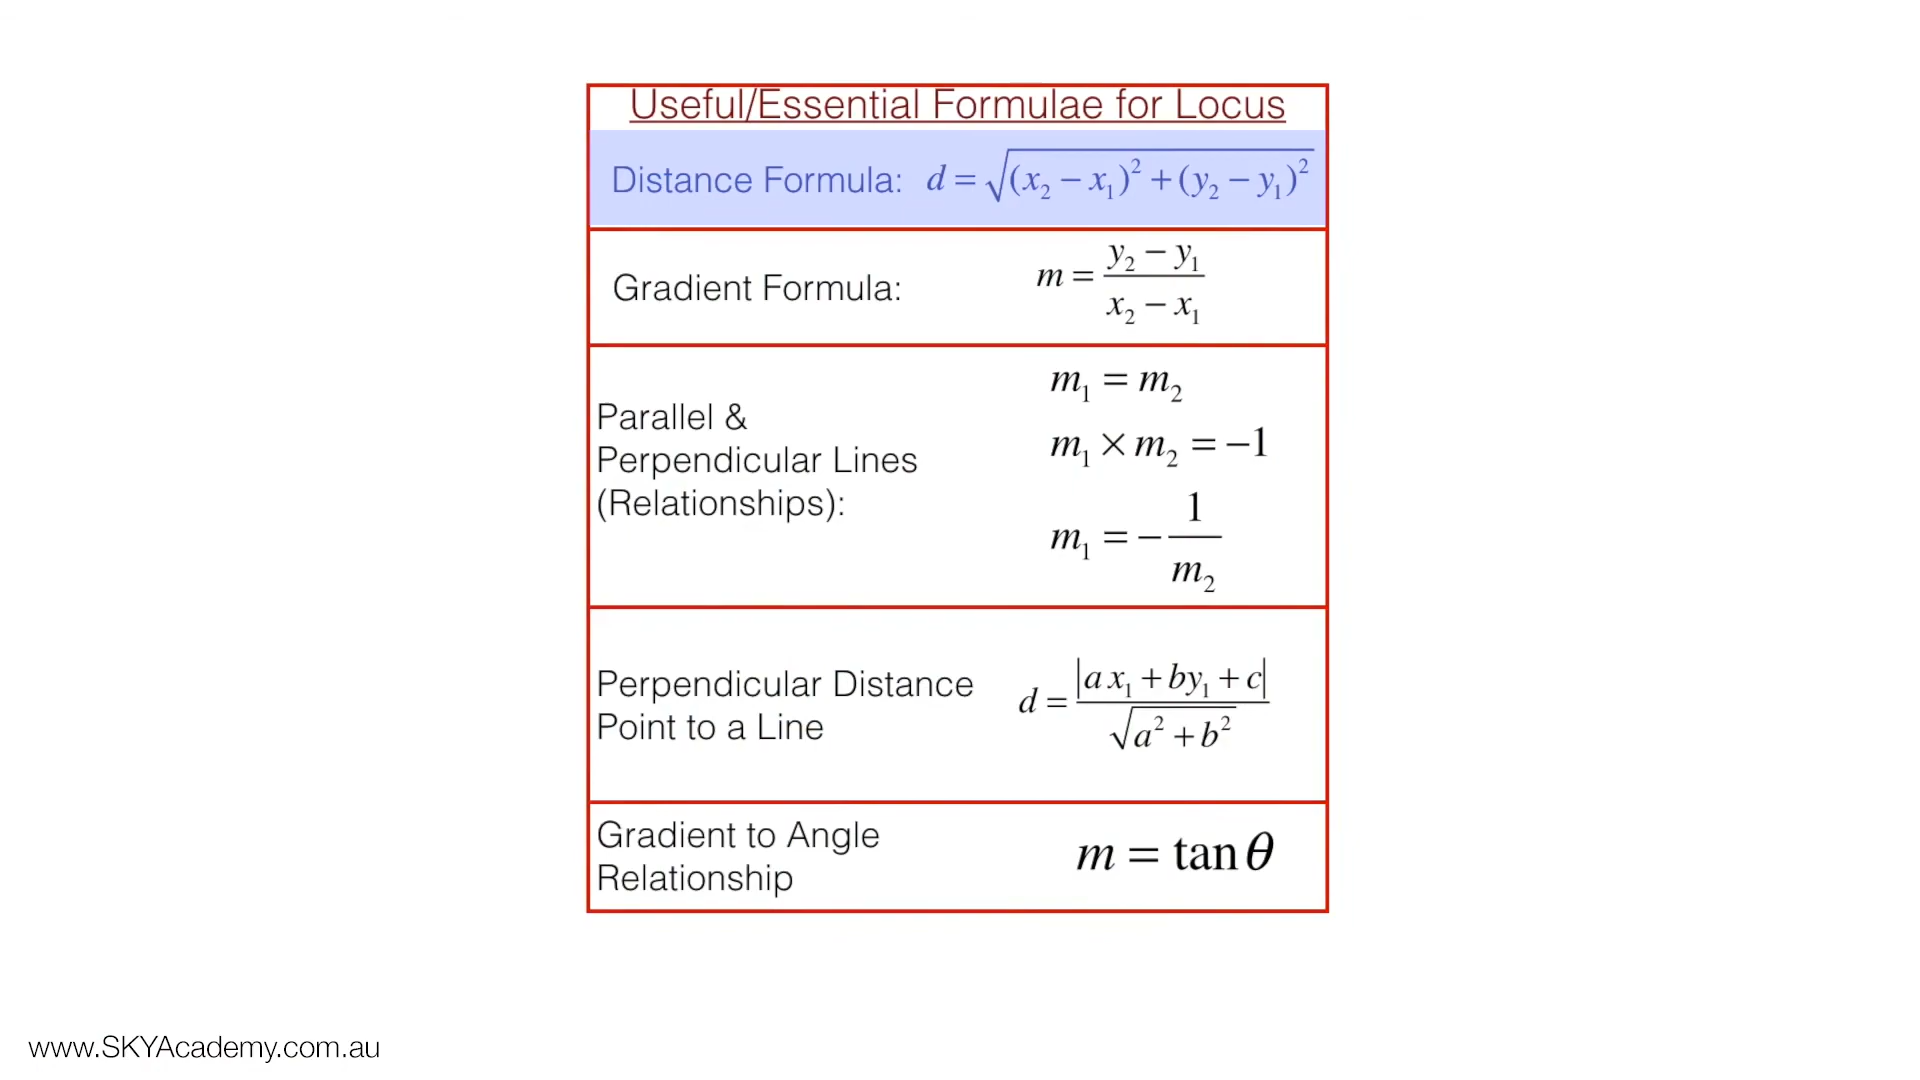 Useful/Essential Formulae for Locus
Distance Formula: d = √(x₂ − x₁)² + (y₂ − y₁)²
Gradient Formula: m = (y₂ − y₁)/(x₂ − x₁)
Parallel &
Perpendicular Lines
(Relationships):
m₁ = m₂
m₁ × m₂ = −1
m₁ = −1/m₂
Perpendicular Distance
Point to a Line
d = |ax₁ + by₁ + c|/√a² + b²
Gradient to Angle
Relationship
m = tan θ
www.SKYAcademy.com.au